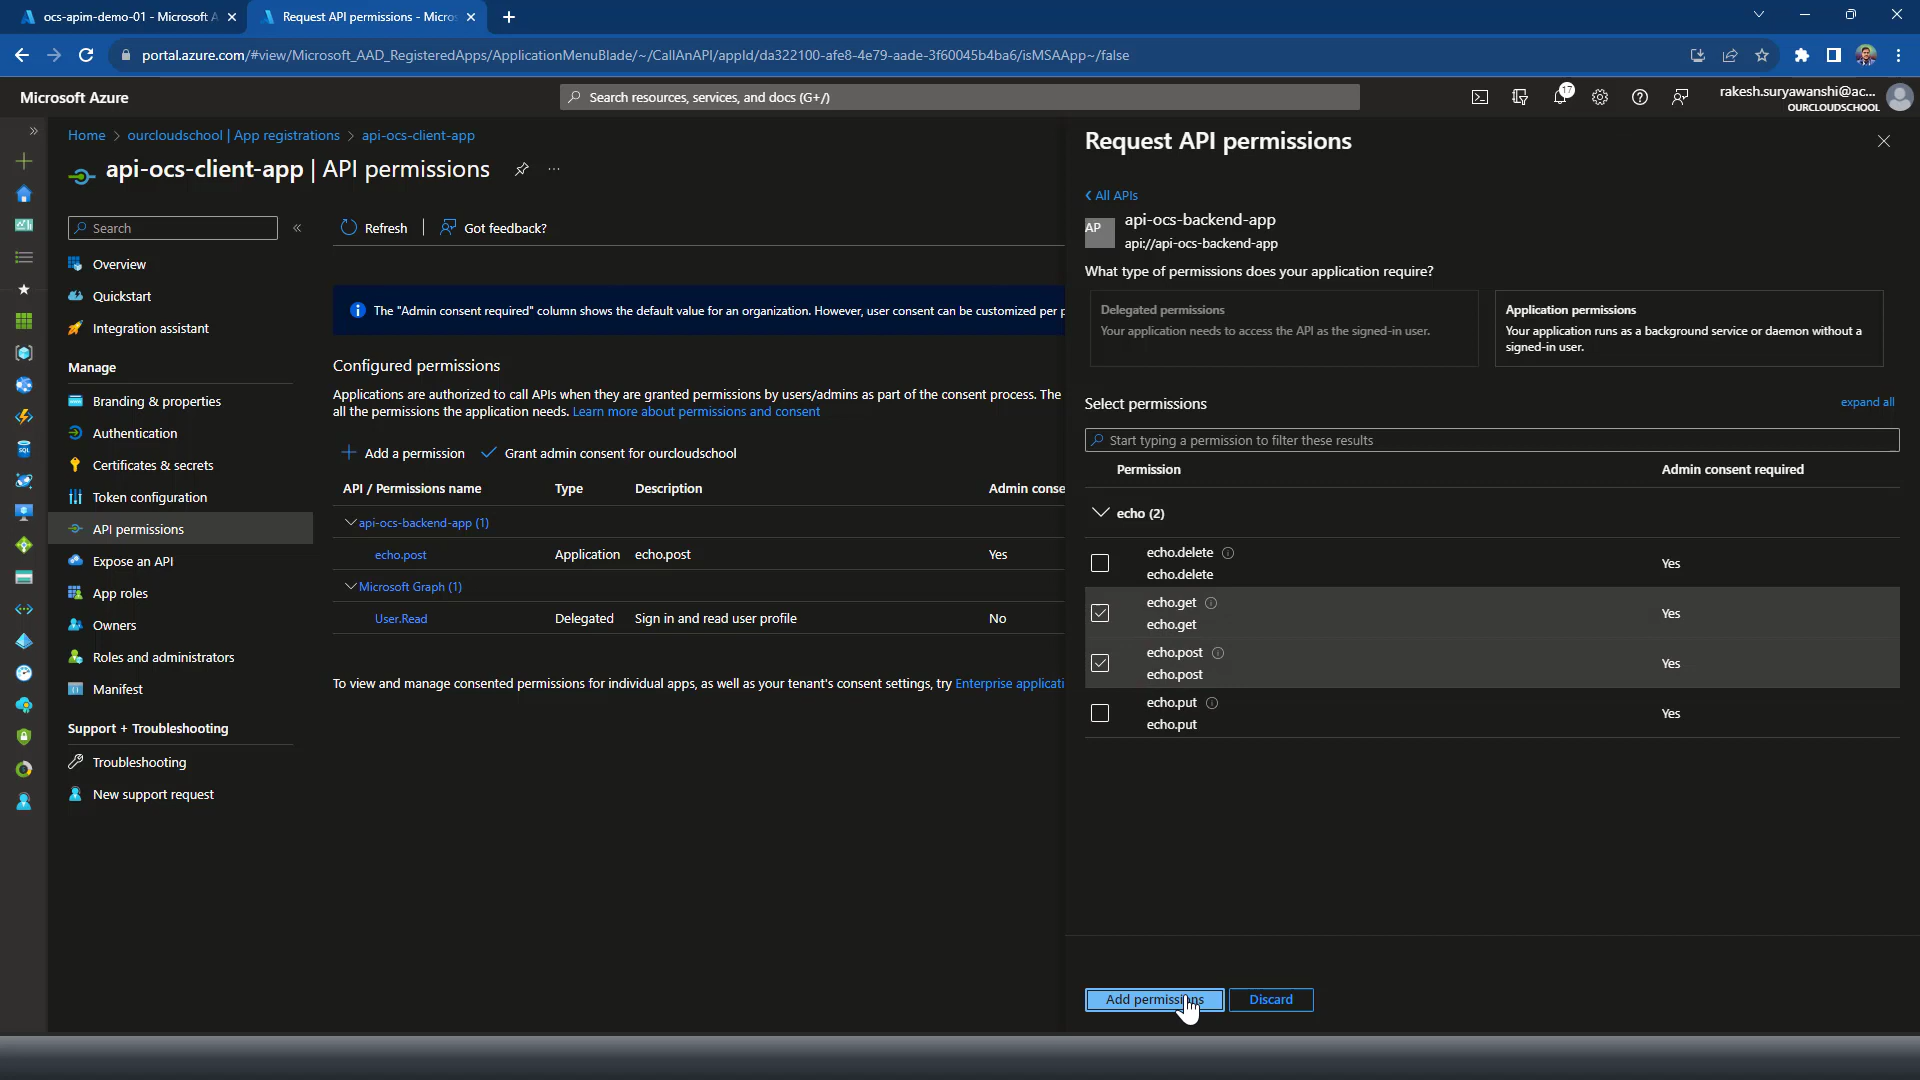 ocs-apim-demo-01 - Microsoft A
Request API permissions - Micros
portal.azure.com/#view/Microsoft_AAD_RegisteredApps/ApplicationMenuBlade/~/CallAnAPI/appId/da322100-afe8-4e79-aade-3f60045b4ba6/isMSAApp~/false
Microsoft Azure
Search resources, services, and docs (G+/)
17
rakesh.suryawanshi@ac...
OURCLOUDSCHOOL
Home > ourcloudschool | App registrations > api-ocs-client-app
api-ocs-client-app | API permissions
Search
Overview
Quickstart
Integration assistant
Manage
Branding & properties
Authentication
Certificates & secrets
Token configuration
API permissions
Expose an API
App roles
Owners
Roles and administrators
Manifest
Support + Troubleshooting
Troubleshooting
New support request
Refresh
Got feedback?
The "Admin consent required" column shows the default value for an organization. However, user consent can be customized per p
Configured permissions
Applications are authorized to call APIs when they are granted permissions by users/admins as part of the consent process. The
all the permissions the application needs. Learn more about permissions and consent
Add a permission
Grant admin consent for ourcloudschool
API / Permissions name Type Description Admin conse
api-ocs-backend-app (1)
echo.post Application echo.post Yes
Microsoft Graph (1)
User.Read Delegated Sign in and read user profile No
To view and manage consented permissions for individual apps, as well as your tenant's consent settings, try Enterprise applicati
Request API permissions
All APIs
AP
api-ocs-backend-app
api://api-ocs-backend-app
What type of permissions does your application require?
Delegated permissions
Your application needs to access the API as the signed-in user.
Application permissions
Your application runs as a background service or daemon without a
signed-in user.
Select permissions
expand all
Start typing a permission to filter these results
Permission Admin consent required
echo (2)
echo.delete
echo.delete
Yes
echo.get
echo.get
Yes
echo.post
echo.post
Yes
echo.put
echo.put
Yes
Add permissions
Discard